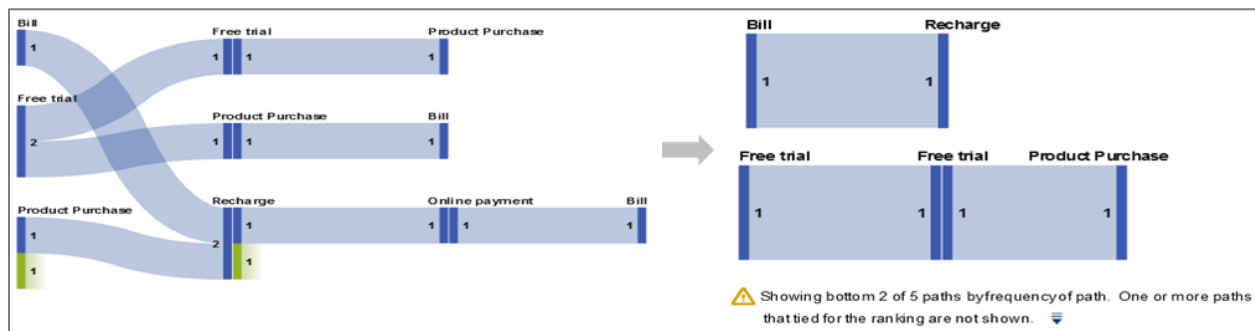 Bill
1
Free trial
1 1
Product Purchase
1
Free trial
2
Product Purchase
1 1
Bill
1
Product Purchase
1
1
Recharge
2
1
1
Online payment
1 1
Bill
1
Bill
1
Recharge
1
Free trial
1
Free trial
1 1
Product Purchase
1
Showing bottom 2 of 5 paths by frequency of path. One or more paths
that tied for the ranking are not shown.